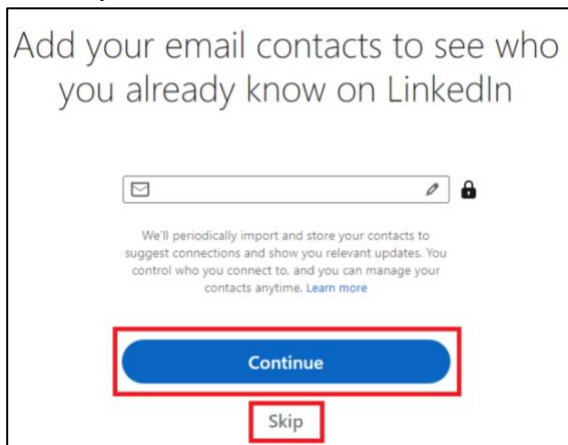 Add your email contacts to see who
you already know on LinkedIn
We'll periodically import and store your contacts to
suggest connections and show you relevant updates. You
control who you connect to, and you can manage your
contacts anytime. Learn more
Continue
Skip